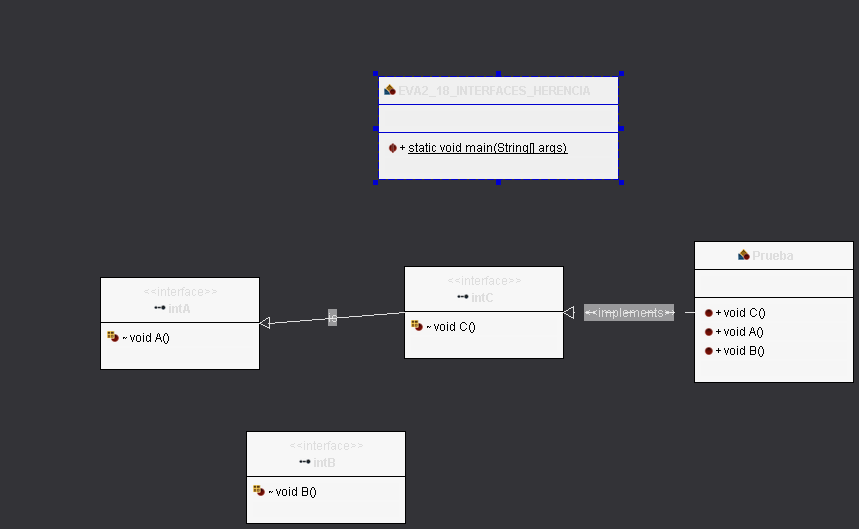 EVA2_18_INTERFACES_HERENCIA
+ static void main(String[] args)
<<interface>>
intA
~ void A()
is
<<interface>>
intC
~ void C()
<<implements>>
Prueba
+ void C()
+ void A()
+ void B()
<<interface>>
intB
~ void B()